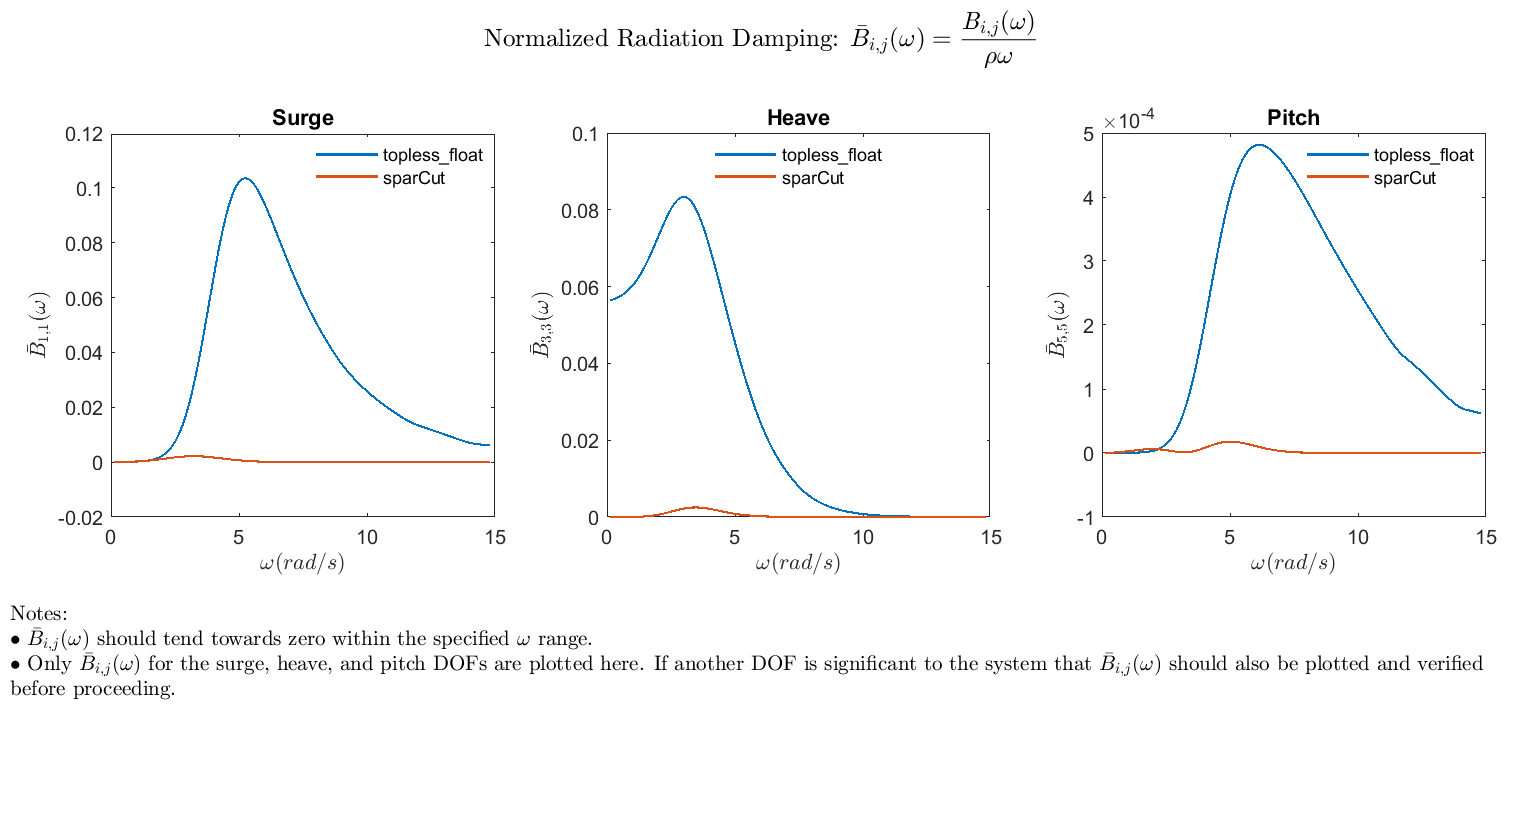 Normalized Radiation Damping: B̄_{i,j}(ω) = B_{i,j}(ω) / ρω
Surge
0.12
0.1
0.08
0.06
0.04
0.02
0
-0.02
B̄_{1,1}(ω)
topless_float
sparCut
0 5 10 15
ω(rad/s)
Heave
0.1
0.08
0.06
0.04
0.02
0
B̄_{3,3}(ω)
topless_float
sparCut
0 5 10 15
ω(rad/s)
Pitch
×10^{-4}
5
4
3
2
1
0
-1
B̄_{5,5}(ω)
topless_float
sparCut
0 5 10 15
ω(rad/s)
Notes:
• B̄_{i,j}(ω) should tend towards zero within the specified ω range.
• Only B̄_{i,j}(ω) for the surge, heave, and pitch DOFs are plotted here. If another DOF is significant to the system that B̄_{i,j}(ω) should also be plotted and verified
before proceeding.